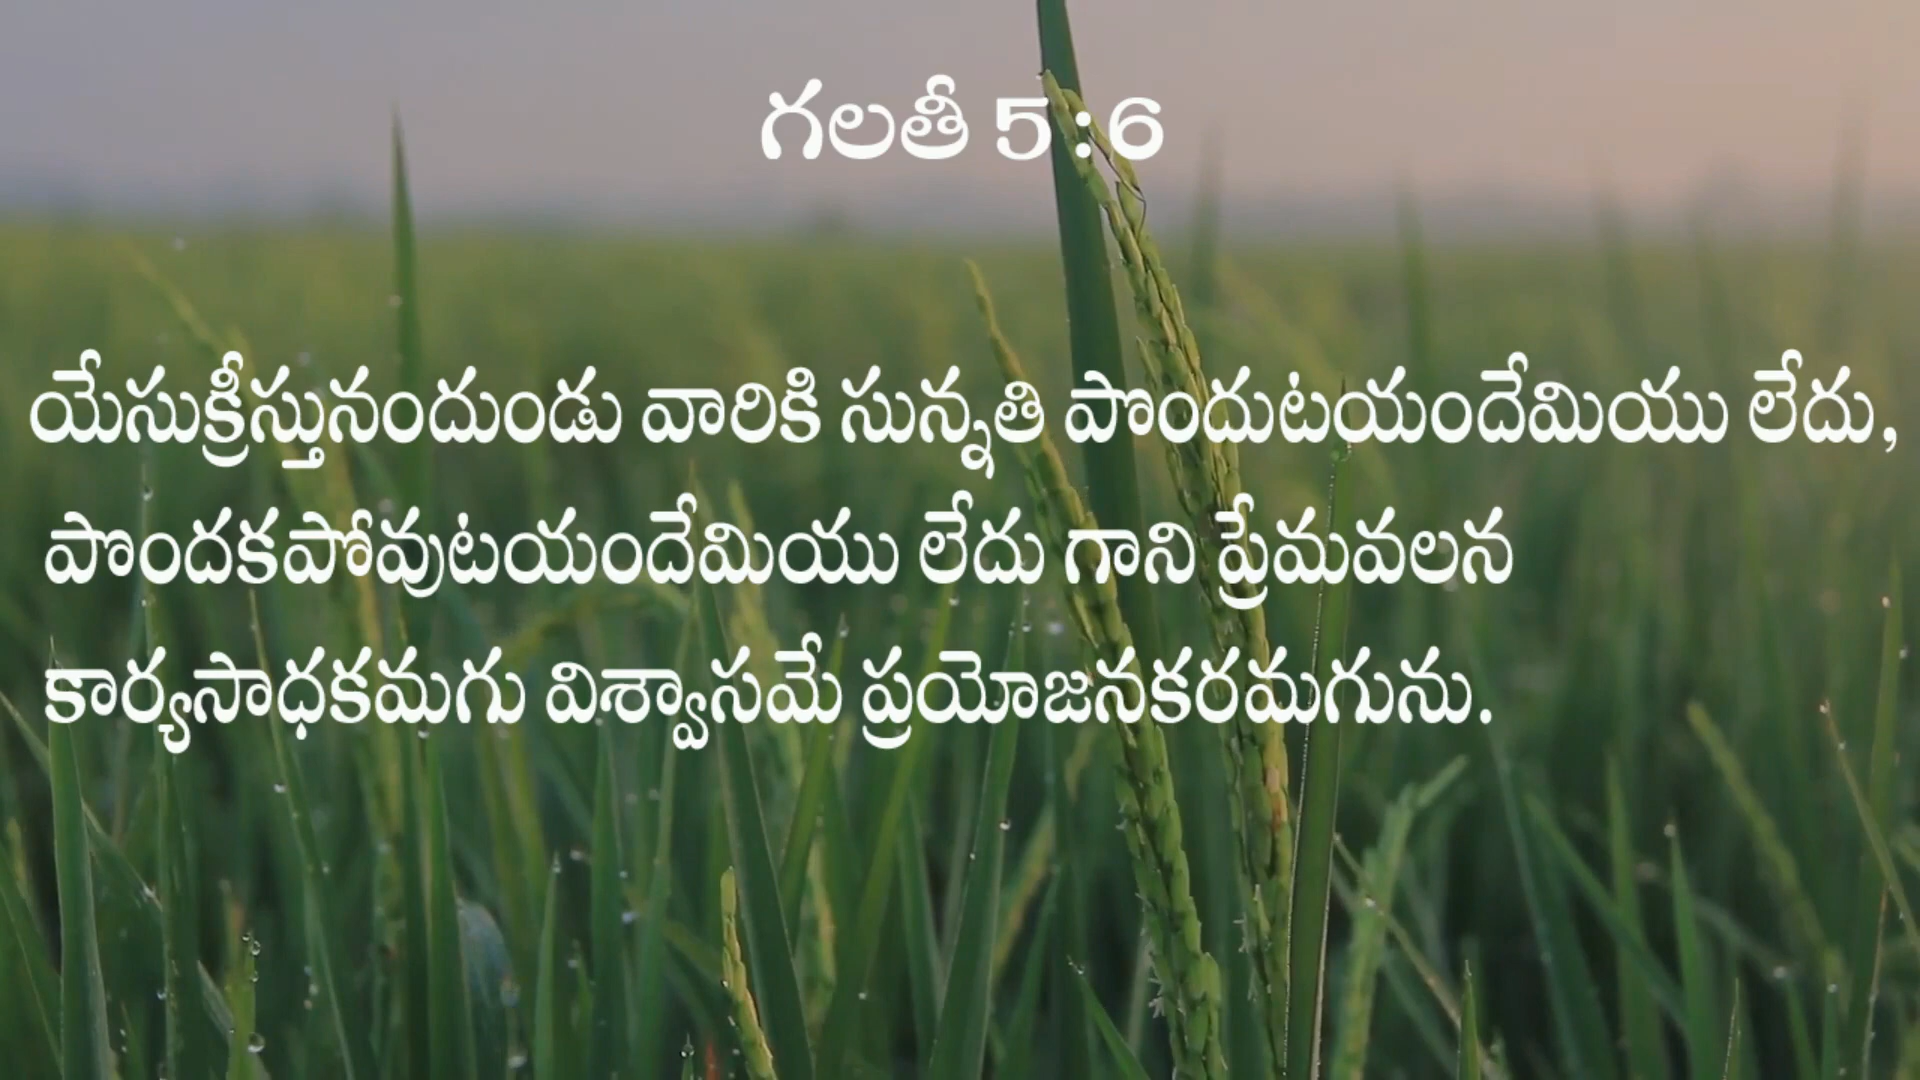 గలతీ 5:6
యేసుక్రీస్తునందుండు వారికి సున్నతి పొందుటయందేమియు లేదు,
పొందకపోవుటయందేమియు లేదు గాని ప్రేమవలన
కార్యసాధకమగు విశ్వాసమే ప్రయోజనకరమగును.